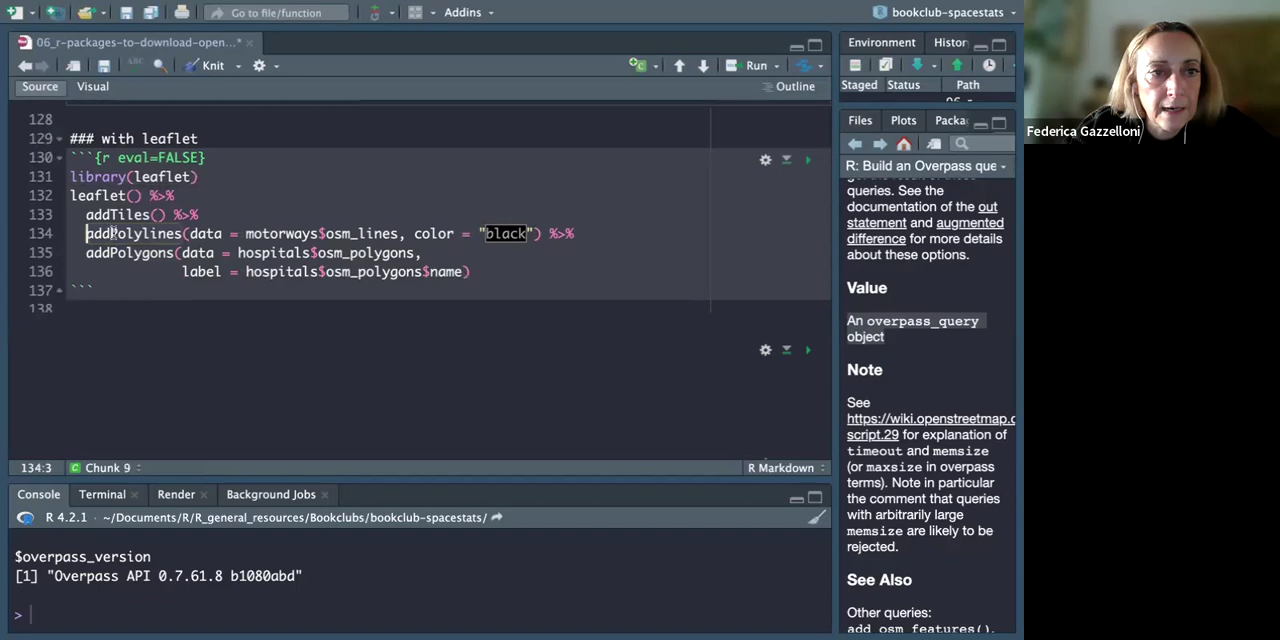 Go to file/function
Addins
bookclub-spacestats
06_r-packages-to-download-open...*
Knit
Run
Source
Visual
Outline
128
129 ### with leaflet
130 ```{r eval=FALSE}
131 library(leaflet)
132 leaflet() %>%
133 addTiles() %>%
134 addPolylines(data = motorways$osm_lines, color = "black") %>%
135 addPolygons(data = hospitals$osm_polygons,
136 label = hospitals$osm_polygons$name)
137 ```
138
134:3
Chunk 9
R Markdown
Console
Terminal
Render
Background Jobs
R 4.2.1 · ~/Documents/R/R_general_resources/Bookclubs/bookclub-spacestats/
$overpass_version
[1] "Overpass API 0.7.61.8 b1080abd"
>
Environment
Histor
Staged
Status
Path
Files
Plots
Packa
R: Build an Overpass que
queries. See the
documentation of the out
statement and augmented
difference for more details
about these options.
Value
An overpass_query
object
Note
See
https://wiki.openstreetmap.o
script.29 for explanation of
timeout and memsize
(or maxsize in overpass
terms). Note in particular
the comment that queries
with arbitrarily large
memsize are likely to be
rejected.
See Also
Other queries:
add_osm_features(),
Federica Gazzelloni